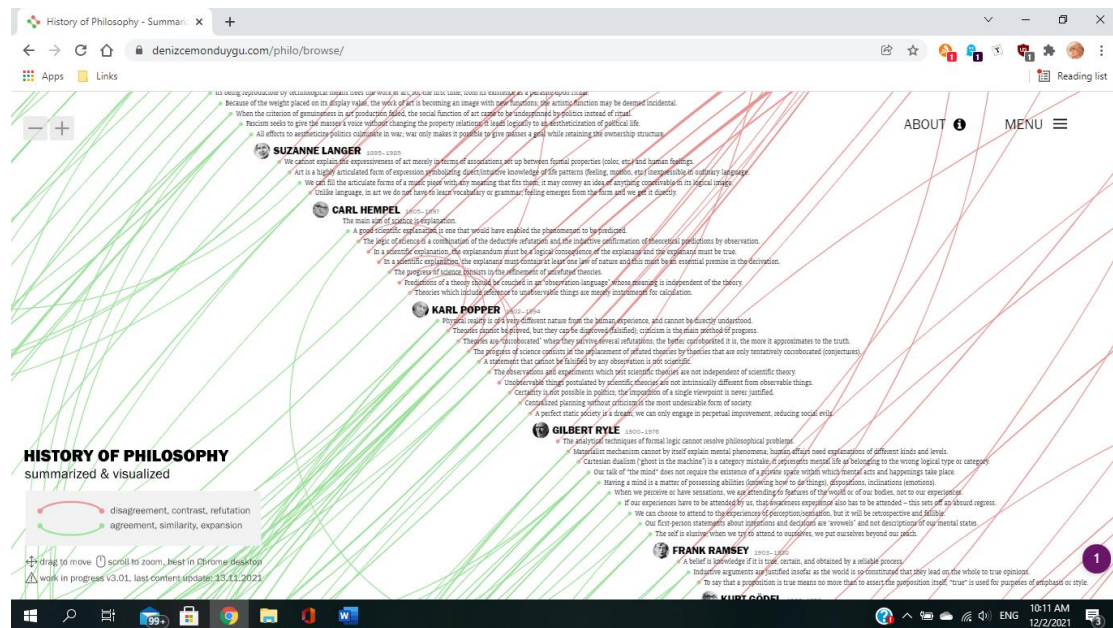 History of Philosophy - Summari
denizcemonduygu.com/philo/browse/
Apps
Links
Reading list
its being reproducible by technological means frees the work of art, for the first time, from its existence as a parasite upon ritual.
Because of the weight placed on its display value, the work of art is becoming an image with new functions; the artistic function may be deemed incidental.
When the criterion of genuineness in art production failed, the social function of art came to be underpinned by politics instead of ritual.
Fascism seeks to give the masses a voice without changing the property relations; it leads logically to an aestheticization of political life.
All efforts to aestheticize politics culminate in war; war only makes it possible to give masses a goal while retaining the ownership structure.
ABOUT
MENU
SUZANNE LANGER 1895–1985
We cannot explain the expressiveness of art merely in terms of associations set up between formal properties (color, etc.) and human feelings.
Art is a highly articulated form of expression symbolizing direct/intuitive knowledge of life patterns (feeling, motion, etc.) inexpressible in ordinary language.
We can fill the articulate forms of a music piece with any meaning that fits them; it may convey an idea of anything conceivable in its logical image.
Unlike language, in art we do not have to learn vocabulary or grammar; feeling emerges from the form and we get it directly.
CARL HEMPEL 1905–1997
The main aim of science is explanation.
A good scientific explanation is one that would have enabled the phenomenon to be predicted.
The logic of science is a combination of the deductive refutation and the inductive confirmation of theoretical predictions by observation.
In a scientific explanation, the explanandum must be a logical consequence of the explanans and the explanans must be true.
In a scientific explanation, the explanans must contain at least one law of nature and this must be an essential premise in the derivation.
The progress of science consists in the refinement of unrefuted theories.
Predictions of a theory should be couched in an "observation-language" whose meaning is independent of the theory.
Theories which include reference to unobservable things are merely instruments for calculation.
KARL POPPER 1902–1994
Physical reality is of a very different nature from the human experience, and cannot be directly understood.
Theories cannot be proved, but they can be disproved (falsified); criticism is the main method of progress.
Theories are "corroborated" when they survive several refutations; the better corroborated it is, the more it approximates to the truth.
The progress of science consists in the replacement of refuted theories by theories that are only tentatively corroborated (conjectures).
A statement that cannot be falsified by any observation is not scientific.
The observations and experiments which test scientific theories are not independent of scientific theory.
Unobservable things postulated by scientific theories are not intrinsically different from observable things.
Certainty is not possible in politics; the imposition of a single viewpoint is never justified.
Centralized planning without criticism is the most undesirable form of society.
A perfect static society is a dream; we can only engage in perpetual improvement, reducing social evils.
GILBERT RYLE 1900–1976
The analytical techniques of formal logic cannot resolve philosophical problems.
Materialist mechanism cannot by itself explain mental phenomena; human affairs need explanations of different kinds and levels.
Cartesian dualism ("ghost in the machine") is a category mistake; it represents mental life as belonging to the wrong logical type or category.
Our talk of "the mind" does not require the existence of a private space within which mental acts and happenings take place.
Having a mind is a matter of possessing abilities (knowing how to do things), dispositions, inclinations (emotions).
When we perceive or have sensations, we are attending to features of the world or of our bodies, not to our experiences.
If our experiences have to be attended by us, that awareness experience also has to be attended – this sets off an absurd regress.
We can choose to attend to the experiences of perception/sensation, but it will be retrospective and fallible.
Our first-person statements about intentions and decisions are "avowels" and not descriptions of our mental states.
The self is elusive; when we try to attend to ourselves, we put ourselves beyond our reach.
FRANK RAMSEY 1903–1930
A belief is knowledge if it is true, certain, and obtained by a reliable process.
Inductive arguments are justified insofar as the world is so constituted that they lead on the whole to true opinions.
To say that a proposition is true means no more than to assert the proposition itself; "true" is used for purposes of emphasis or style.
KURT GÖDEL
HISTORY OF PHILOSOPHY
summarized & visualized
disagreement, contrast, refutation
agreement, similarity, expansion
drag to move scroll to zoom, best in Chrome desktop
work in progress v3.01, last content update: 13.11.2021
1
99+
ENG
10:11 AM
12/2/2021
3